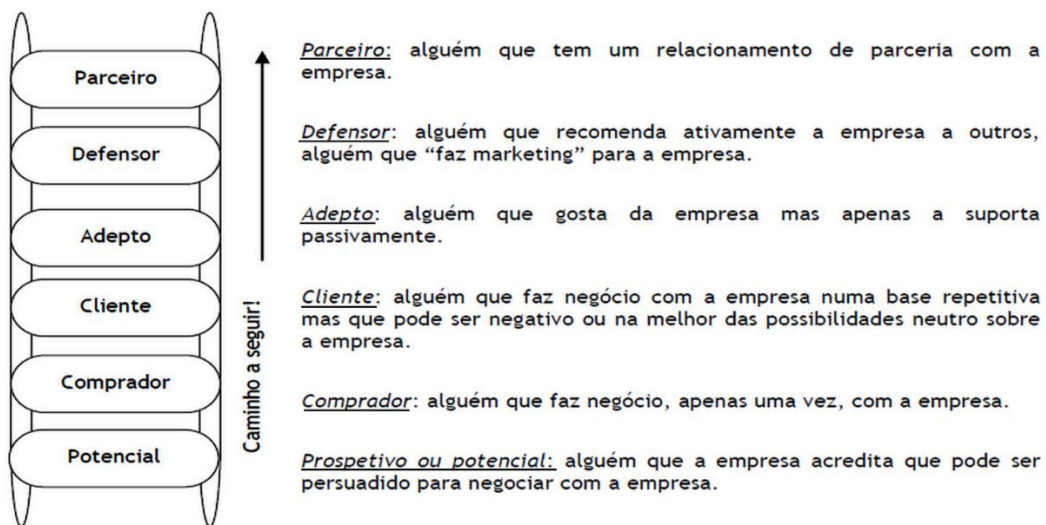 Parceiro
Defensor
Adepto
Cliente
Comprador
Potencial
Caminho a seguir!
Parceiro: alguém que tem um relacionamento de parceria com a
empresa.
Defensor: alguém que recomenda ativamente a empresa a outros,
alguém que “faz marketing” para a empresa.
Adepto: alguém que gosta da empresa mas apenas a suporta
passivamente.
Cliente: alguém que faz negócio com a empresa numa base repetitiva
mas que pode ser negativo ou na melhor das possibilidades neutro sobre
a empresa.
Comprador: alguém que faz negócio, apenas uma vez, com a empresa.
Prospetivo ou potencial: alguém que a empresa acredita que pode ser
persuadido para negociar com a empresa.